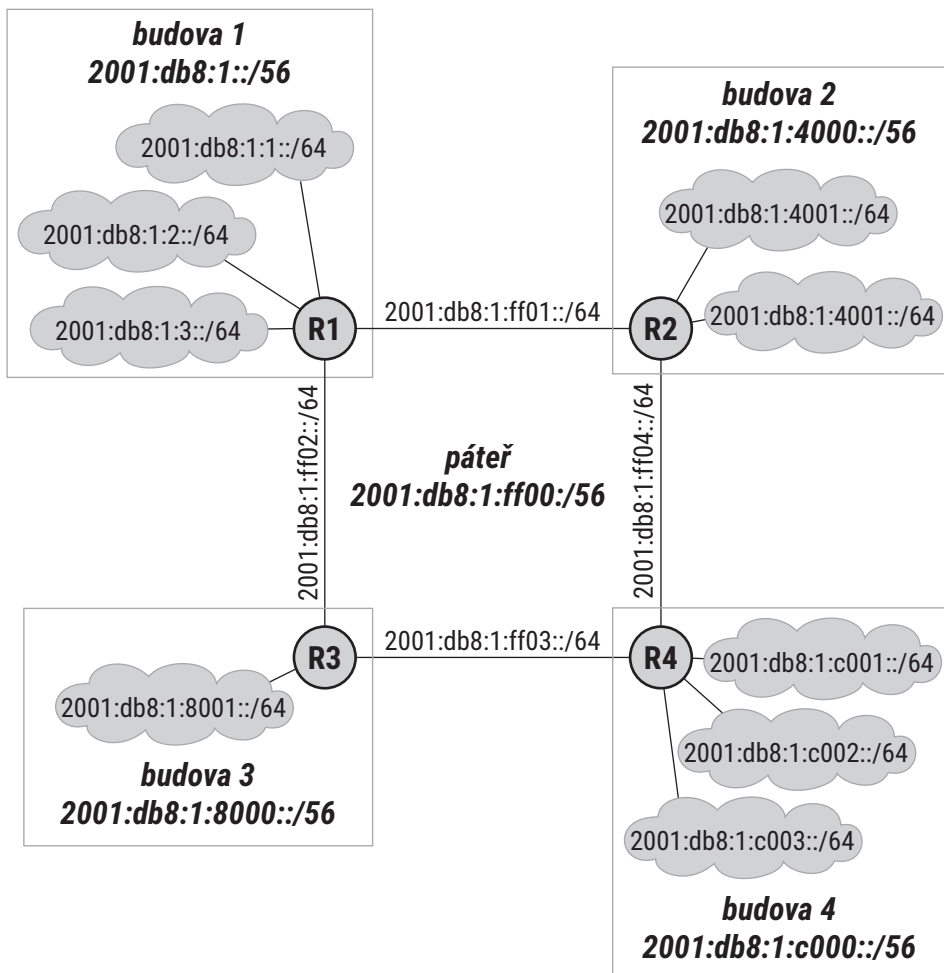 budova 1
2001:db8:1::/56
2001:db8:1:1::/64
2001:db8:1:2::/64
2001:db8:1:3::/64
R1
2001:db8:1:ff01::/64
budova 2
2001:db8:1:4000::/56
2001:db8:1:4001::/64
2001:db8:1:4001::/64
R2
2001:db8:1:ff02::/64
páteř
2001:db8:1:ff00:/56
2001:db8:1:ff04::/64
R3
2001:db8:1:ff03::/64
2001:db8:1:8001::/64
budova 3
2001:db8:1:8000::/56
R4
2001:db8:1:c001::/64
2001:db8:1:c002::/64
2001:db8:1:c003::/64
budova 4
2001:db8:1:c000::/56